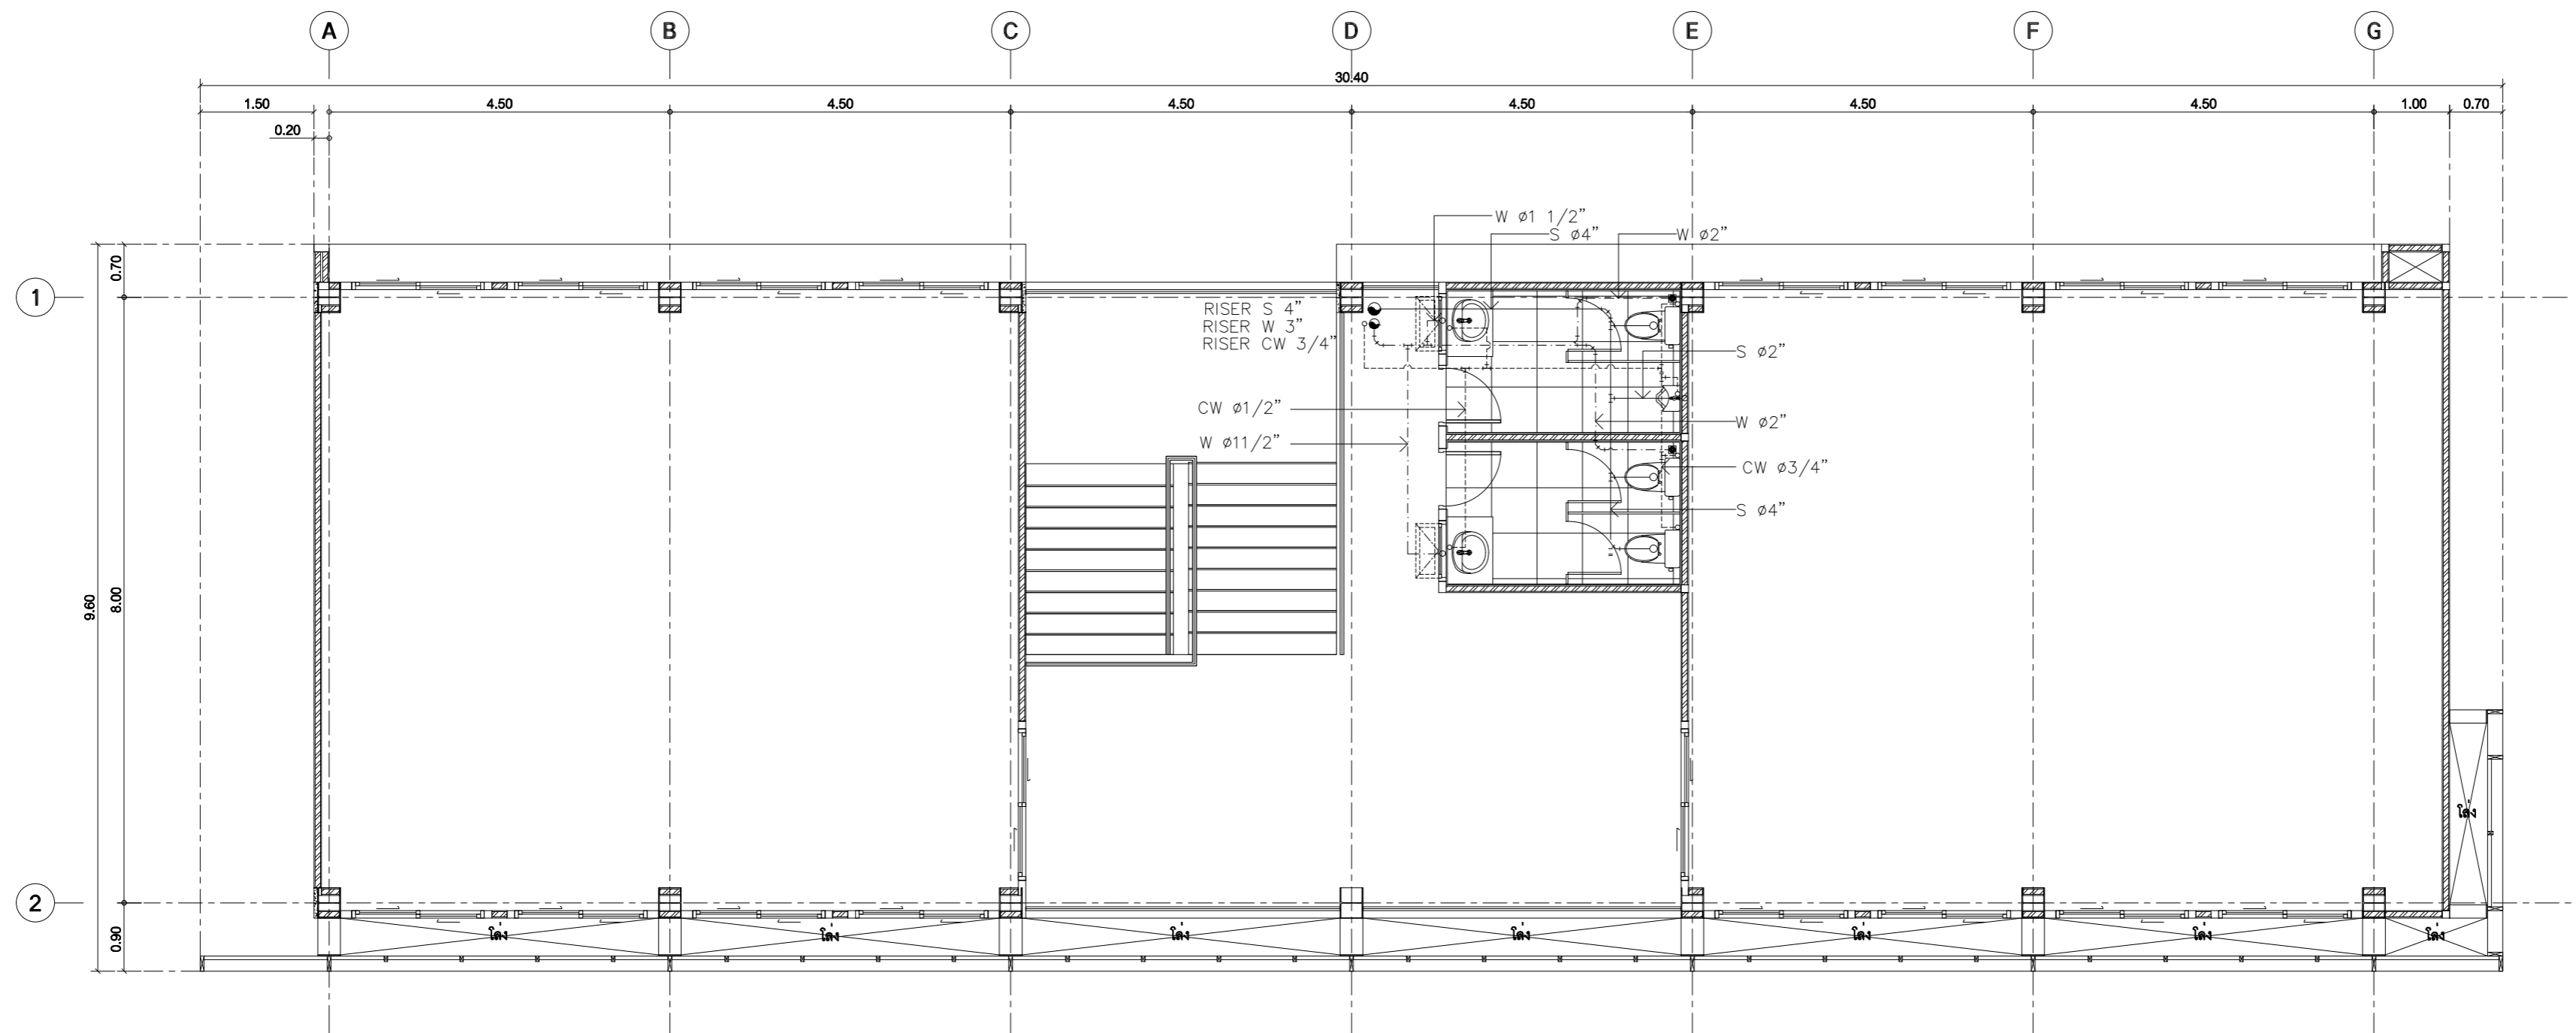 A B C D E F G
30.40
1.50 4.50 4.50 4.50 4.50 4.50 4.50 1.00 0.70
0.20
W ø1 1/2”
S ø4” W ø2”
0.70
1
RISER S 4”
RISER W 3”
RISER CW 3/4”
S ø2”
CW ø1/2”
W ø2”
W ø11/2”
CW ø3/4”
S ø4”
9.60
8.00
โล่ง
2
0.90
โล่ง โล่ง โล่ง โล่ง โล่ง โล่ง โล่ง